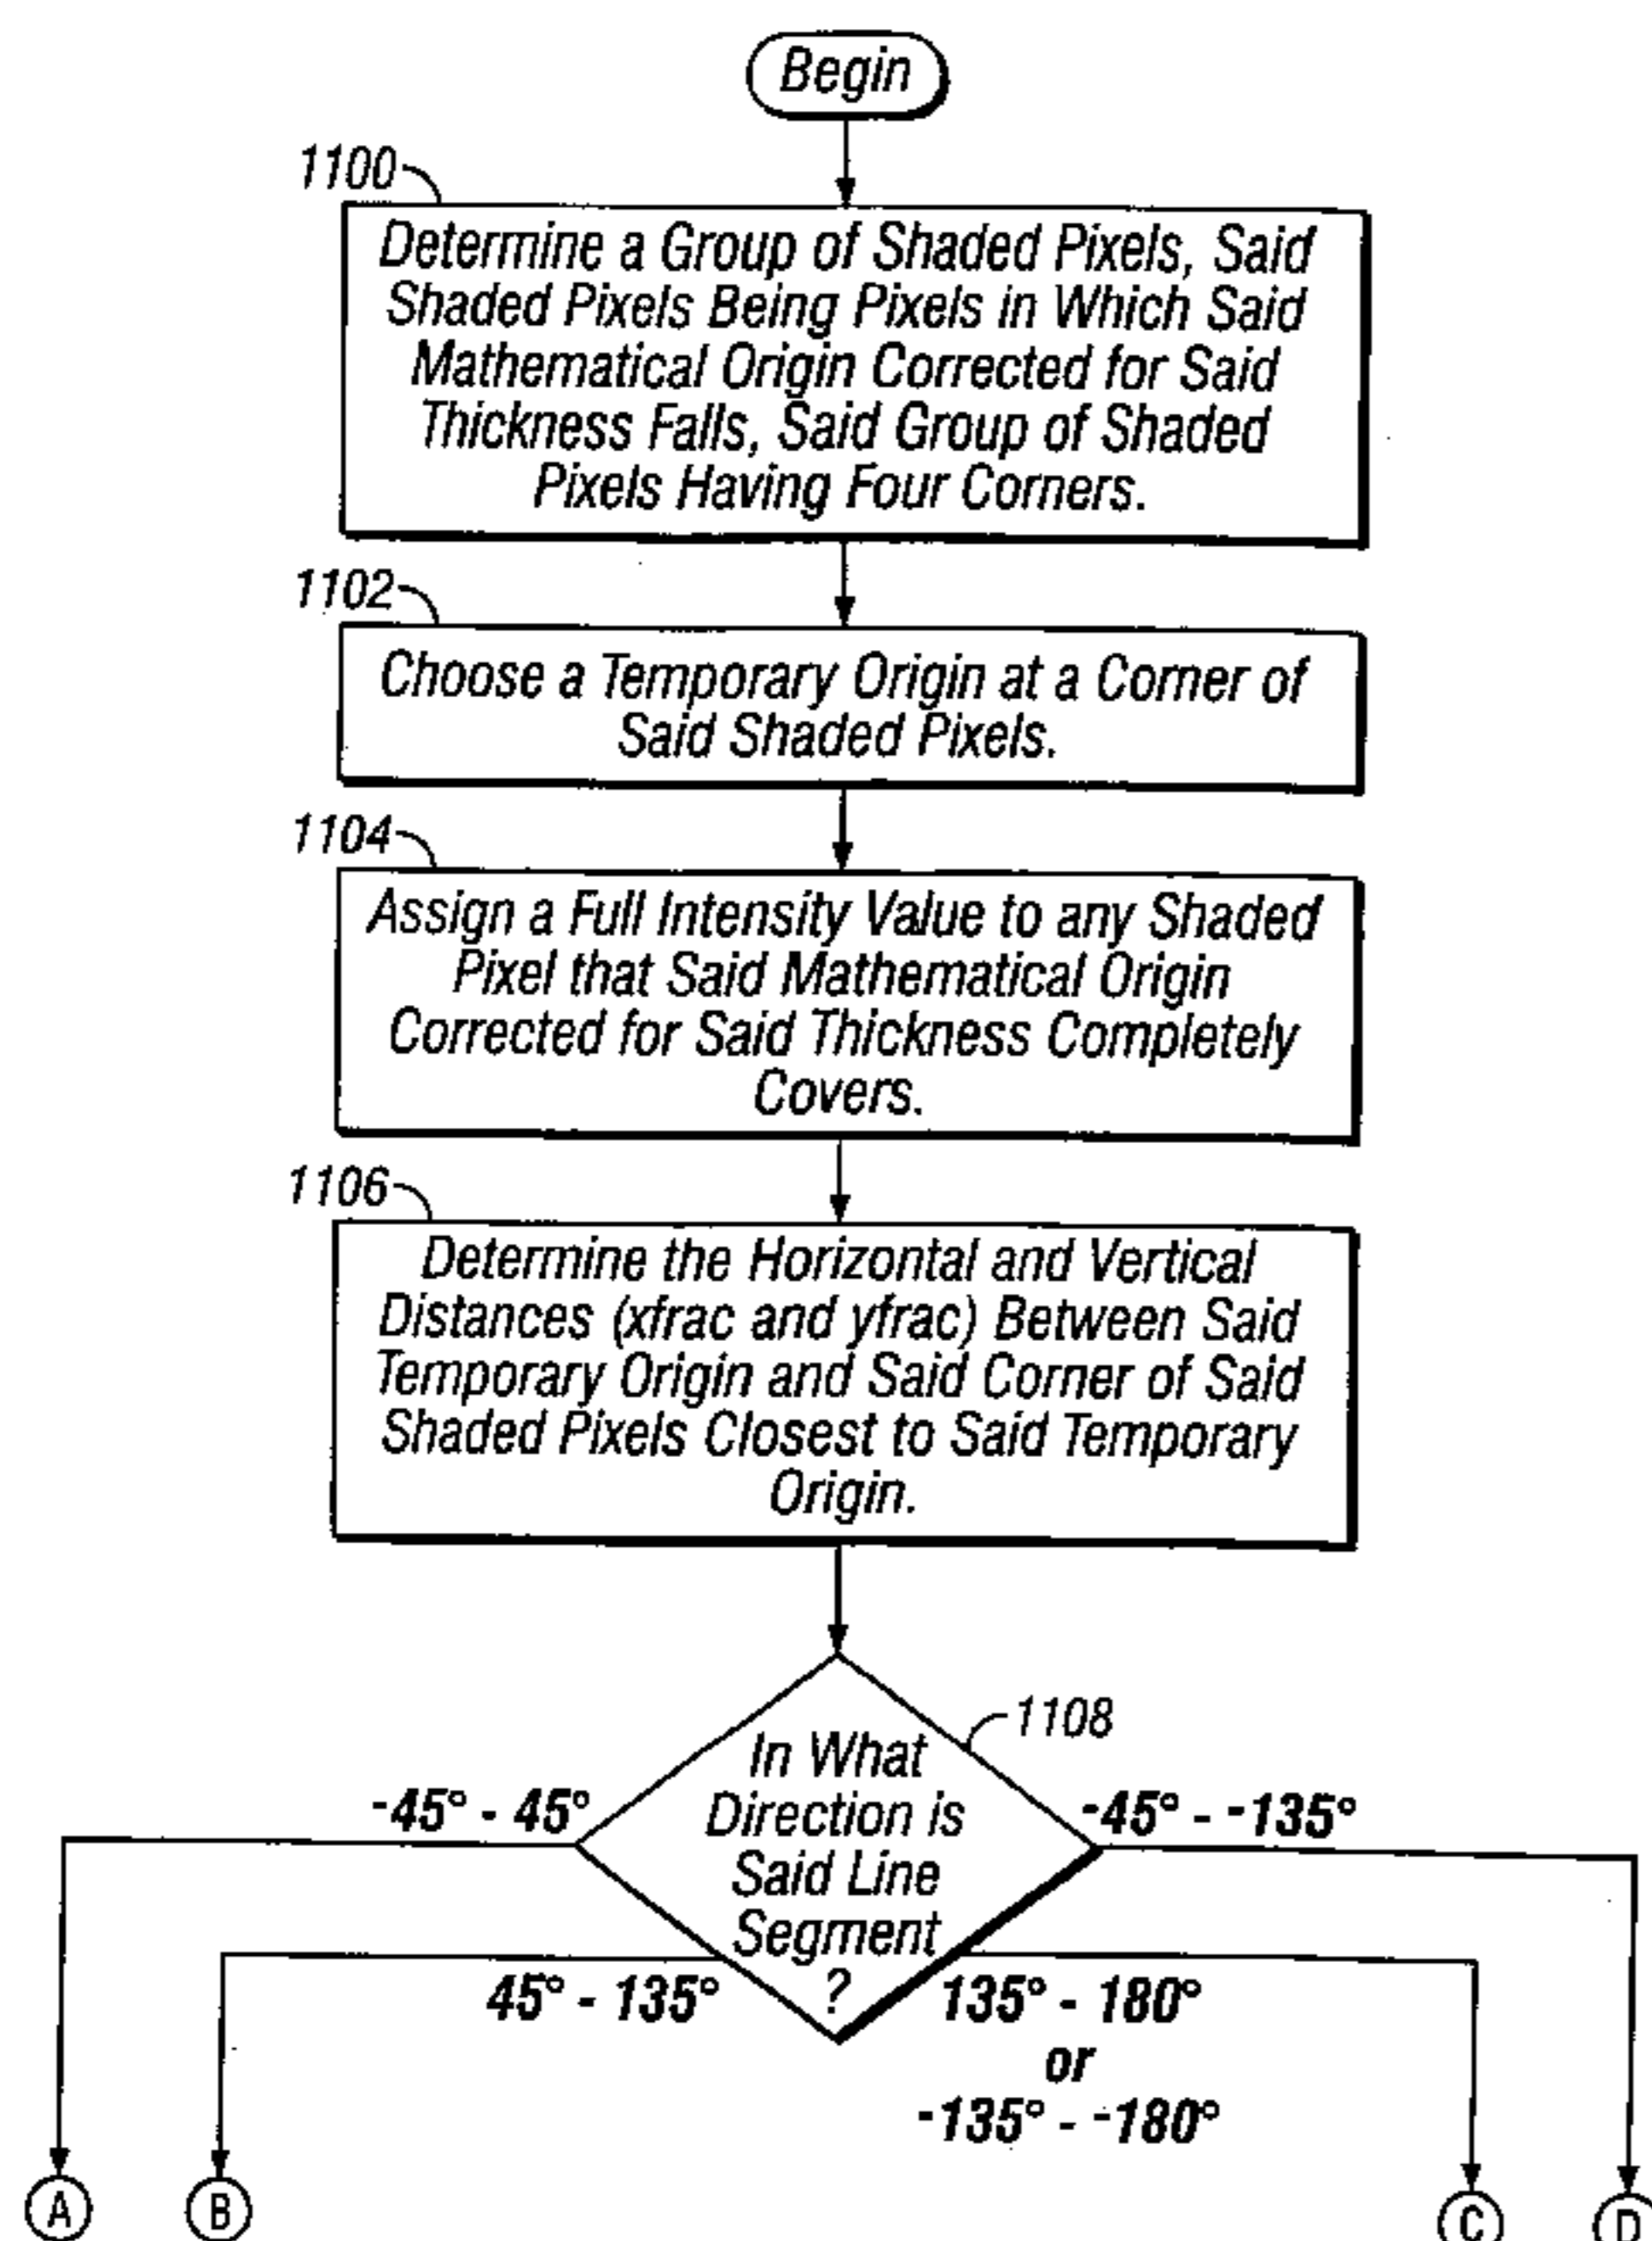 Begin
1100
Determine a Group of Shaded Pixels, Said
Shaded Pixels Being Pixels in Which Said
Mathematical Origin Corrected for Said
Thickness Falls, Said Group of Shaded
Pixels Having Four Corners.
1102
Choose a Temporary Origin at a Corner of
Said Shaded Pixels.
1104
Assign a Full Intensity Value to any Shaded
Pixel that Said Mathematical Origin
Corrected for Said Thickness Completely
Covers.
1106
Determine the Horizontal and Vertical
Distances (xfrac and yfrac) Between Said
Temporary Origin and Said Corner of Said
Shaded Pixels Closest to Said Temporary
Origin.
1108
In What
Direction is
Said Line
Segment
?
-45° - 45°
-45° - -135°
45° - 135°
135° - 180°
or
-135° - -180°
A
B
C
D